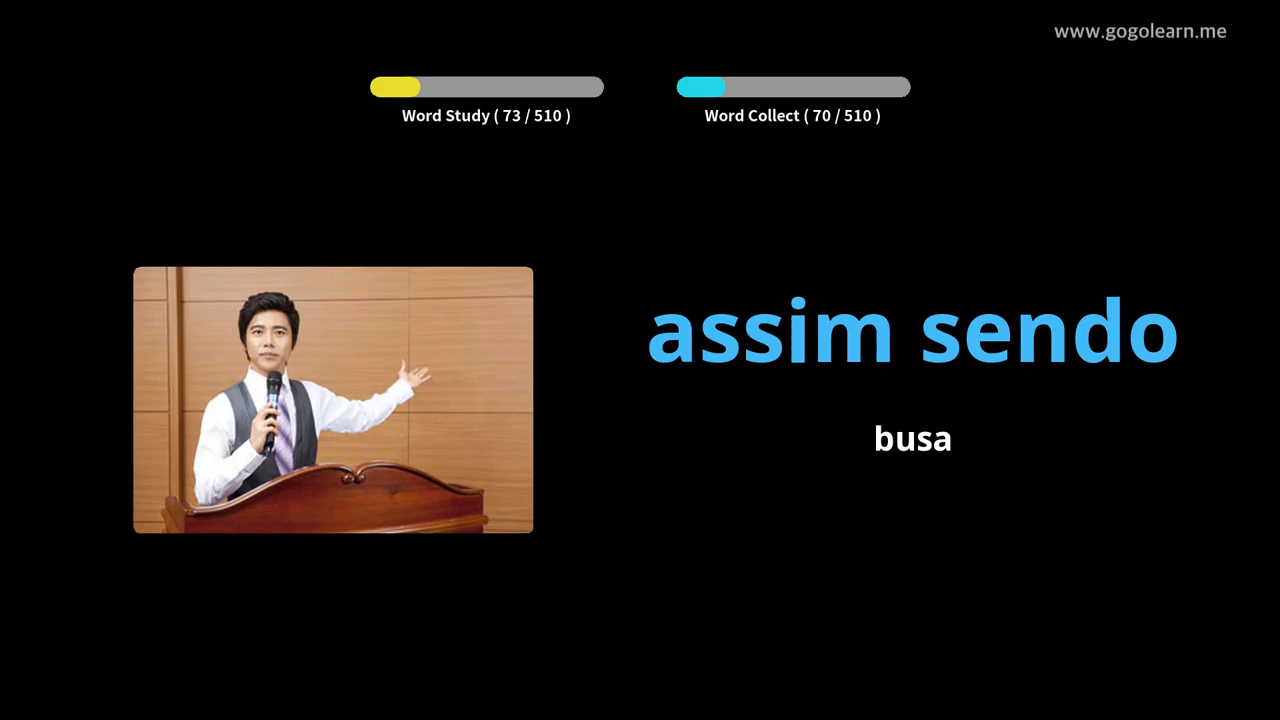 www.gogolearn.me
Word Study ( 73 / 510 )
Word Collect ( 70 / 510 )
assim sendo
busa